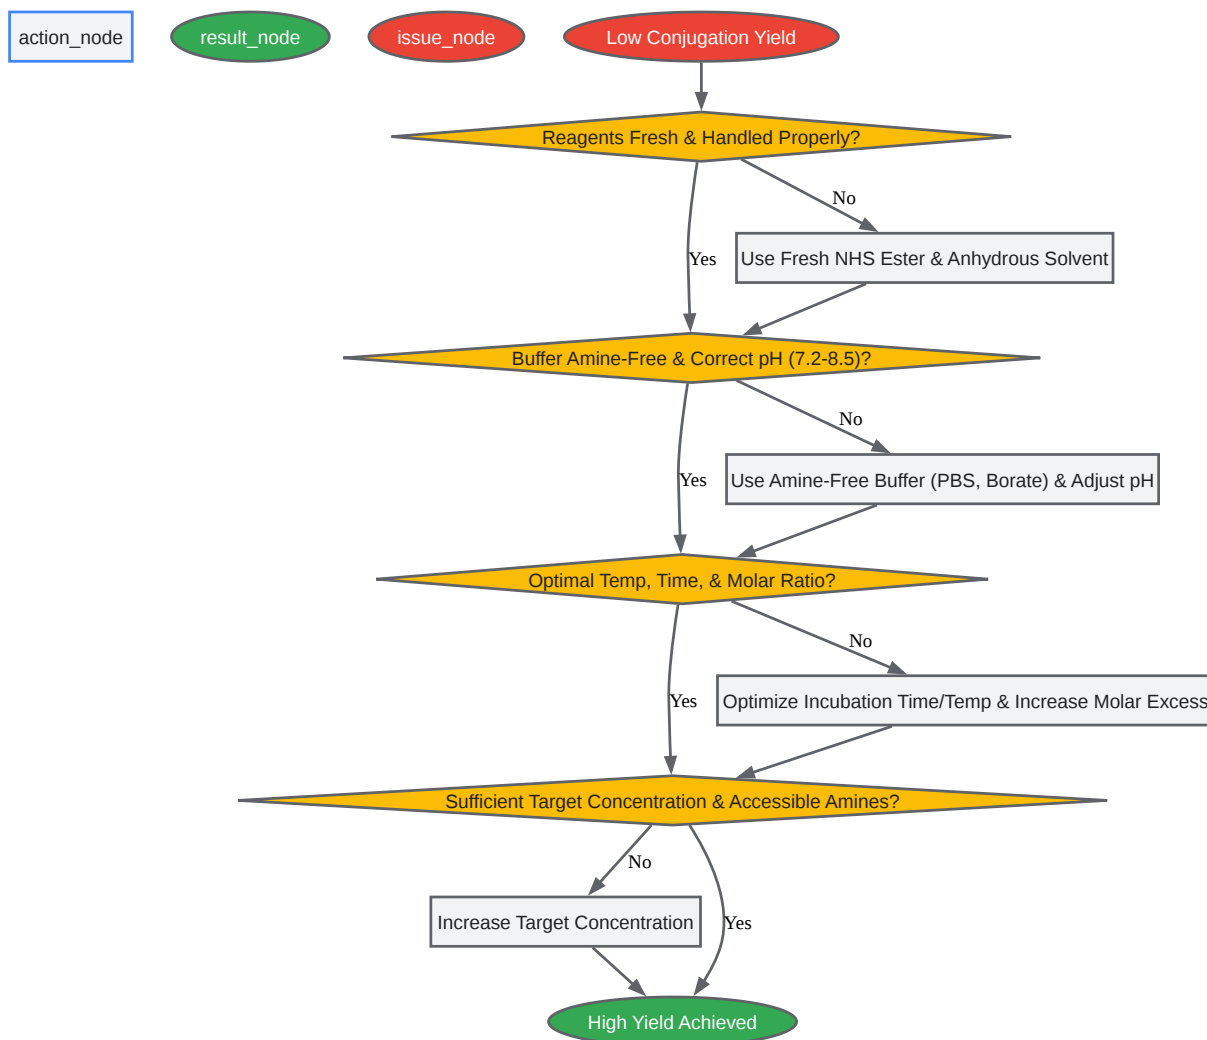 action_node
result_node
issue_node
Low Conjugation Yield
Reagents Fresh & Handled Properly?
No
Yes
Use Fresh NHS Ester & Anhydrous Solvent
Buffer Amine-Free & Correct pH (7.2-8.5)?
No
Yes
Use Amine-Free Buffer (PBS, Borate) & Adjust pH
Optimal Temp, Time, & Molar Ratio?
No
Yes
Optimize Incubation Time/Temp & Increase Molar Excess
Sufficient Target Concentration & Accessible Amines?
No
Yes
Increase Target Concentration
High Yield Achieved